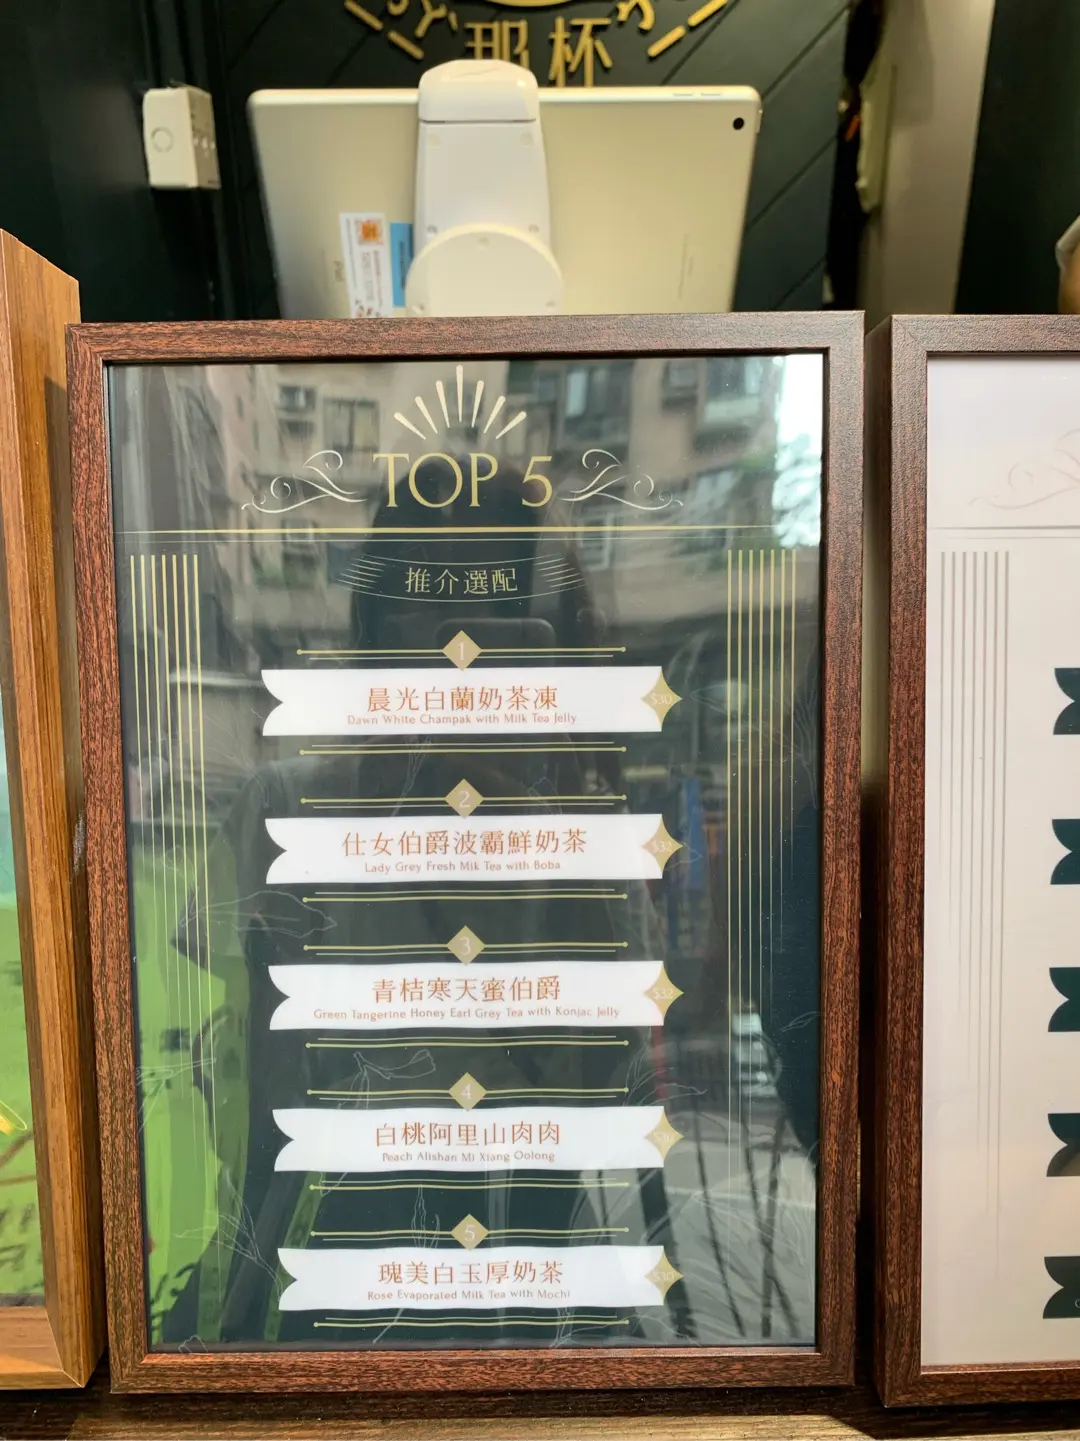 那杯
iPad
TOP 5
推介選配
1
晨光白蘭奶茶凍
Dawn White Champak with Milk Tea Jelly
$30
2
仕女伯爵波霸鮮奶茶
Lady Grey Fresh Mik Tea with Boba
$32
3
青桔寒天蜜伯爵
Green Tangerine Honey Earl Grey Tea with Konjac Jelly
$32
4
白桃阿里山肉肉
Peach Alishan Mi Xiang Oolong
5
瑰美白玉厚奶茶
Rose Evaporated Milk Tea with Mochi
$30